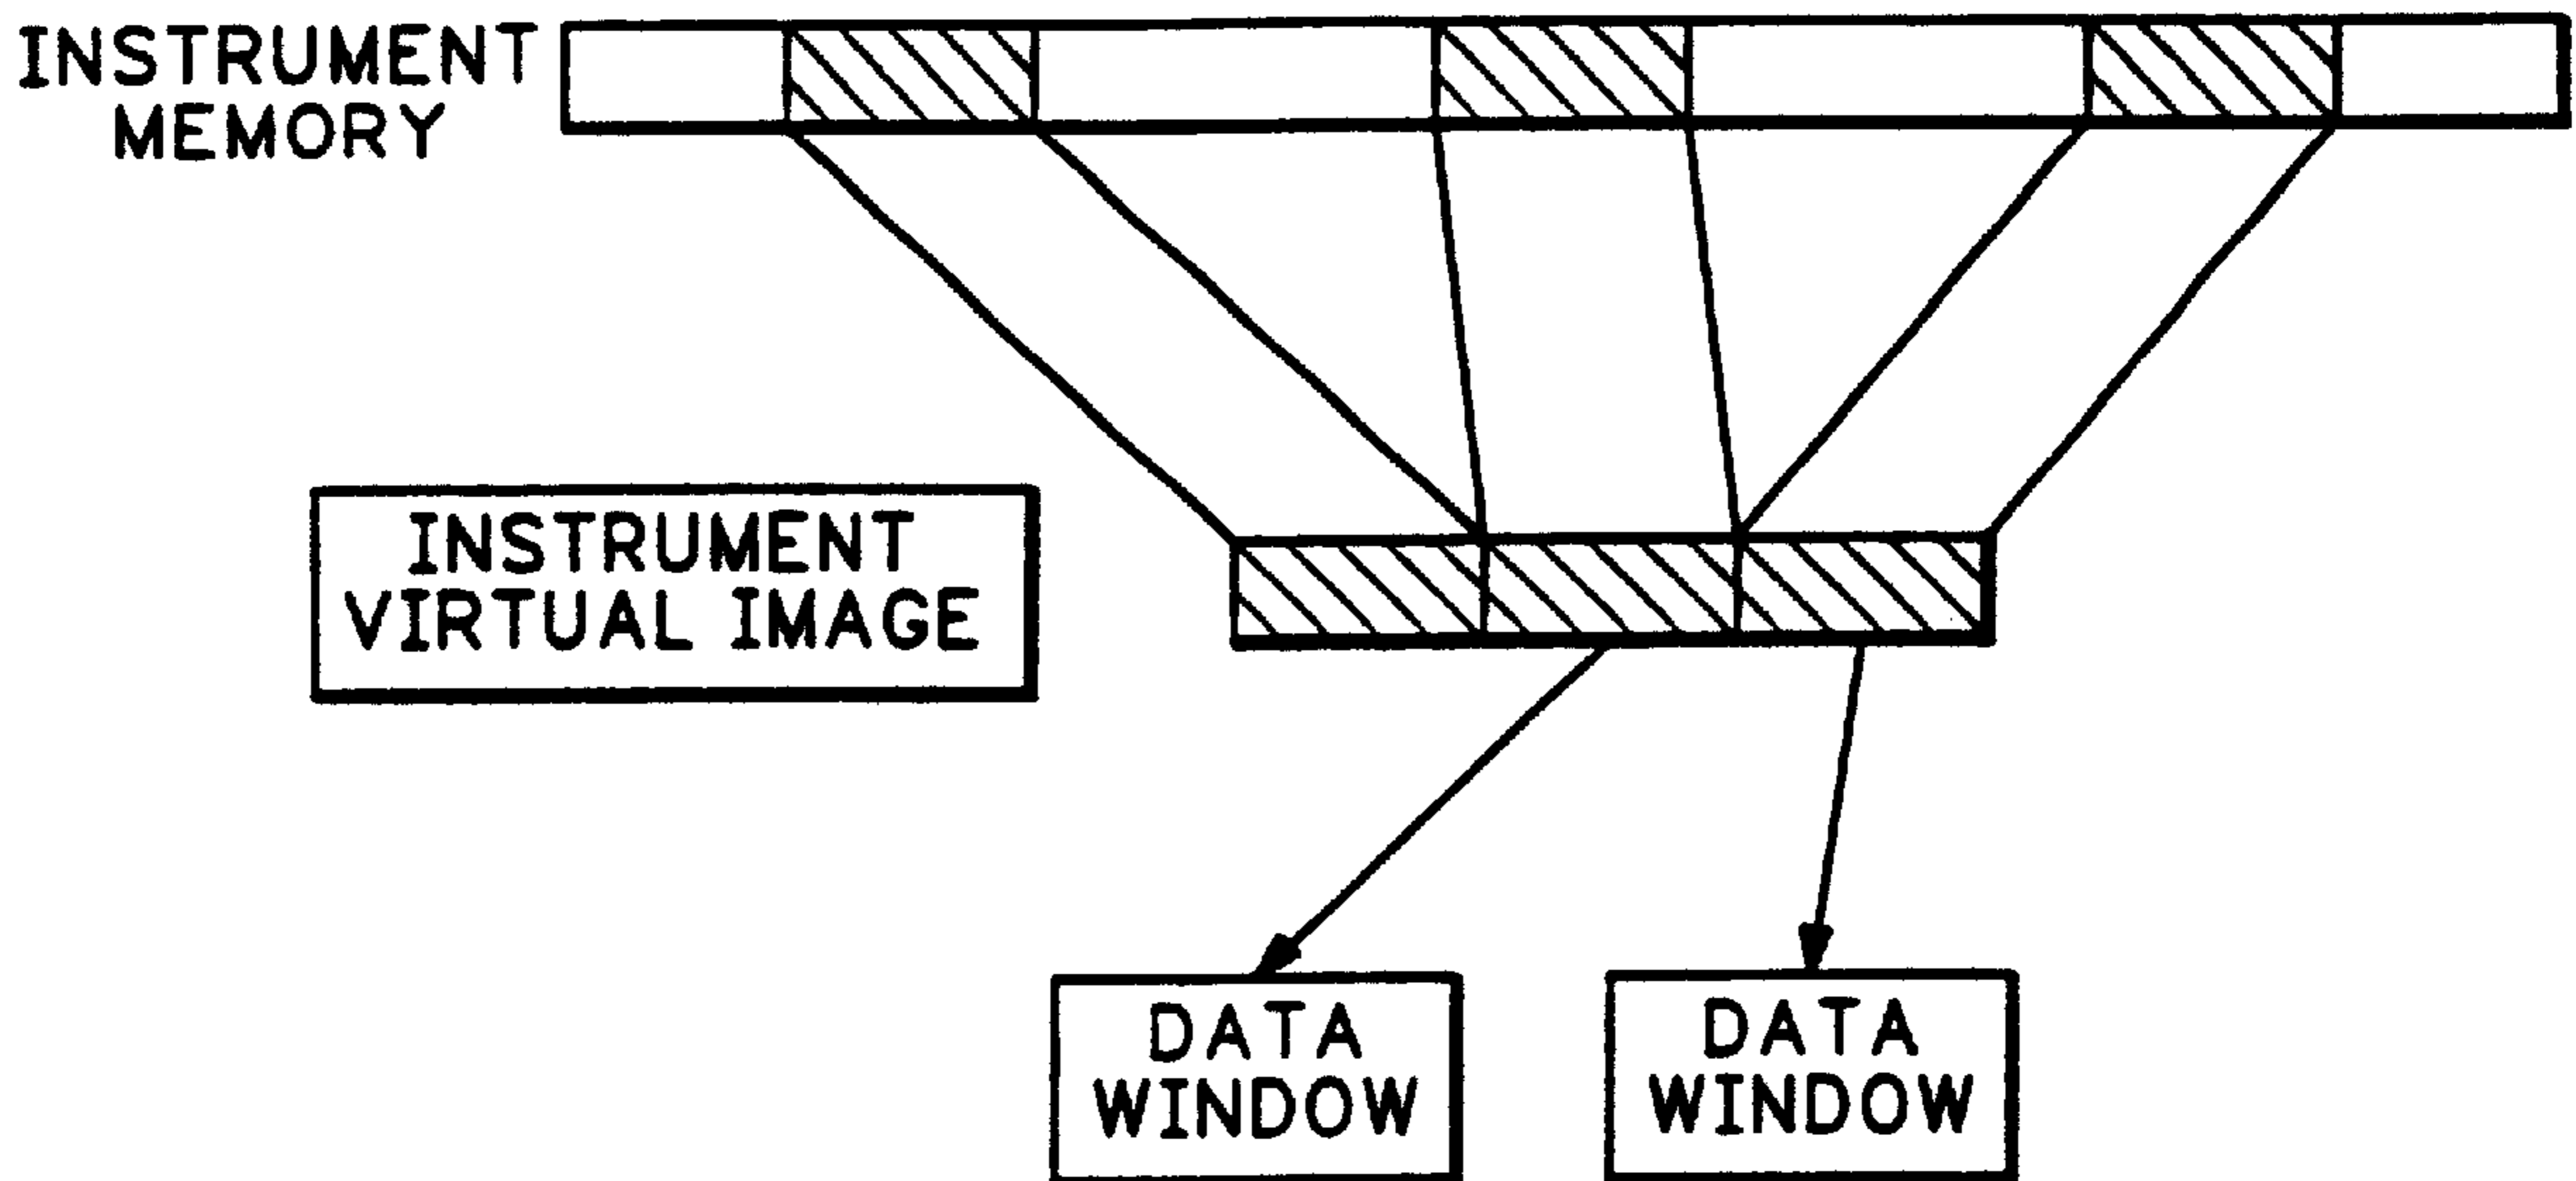 INSTRUMENT
MEMORY
INSTRUMENT
VIRTUAL IMAGE
DATA
WINDOW
DATA
WINDOW